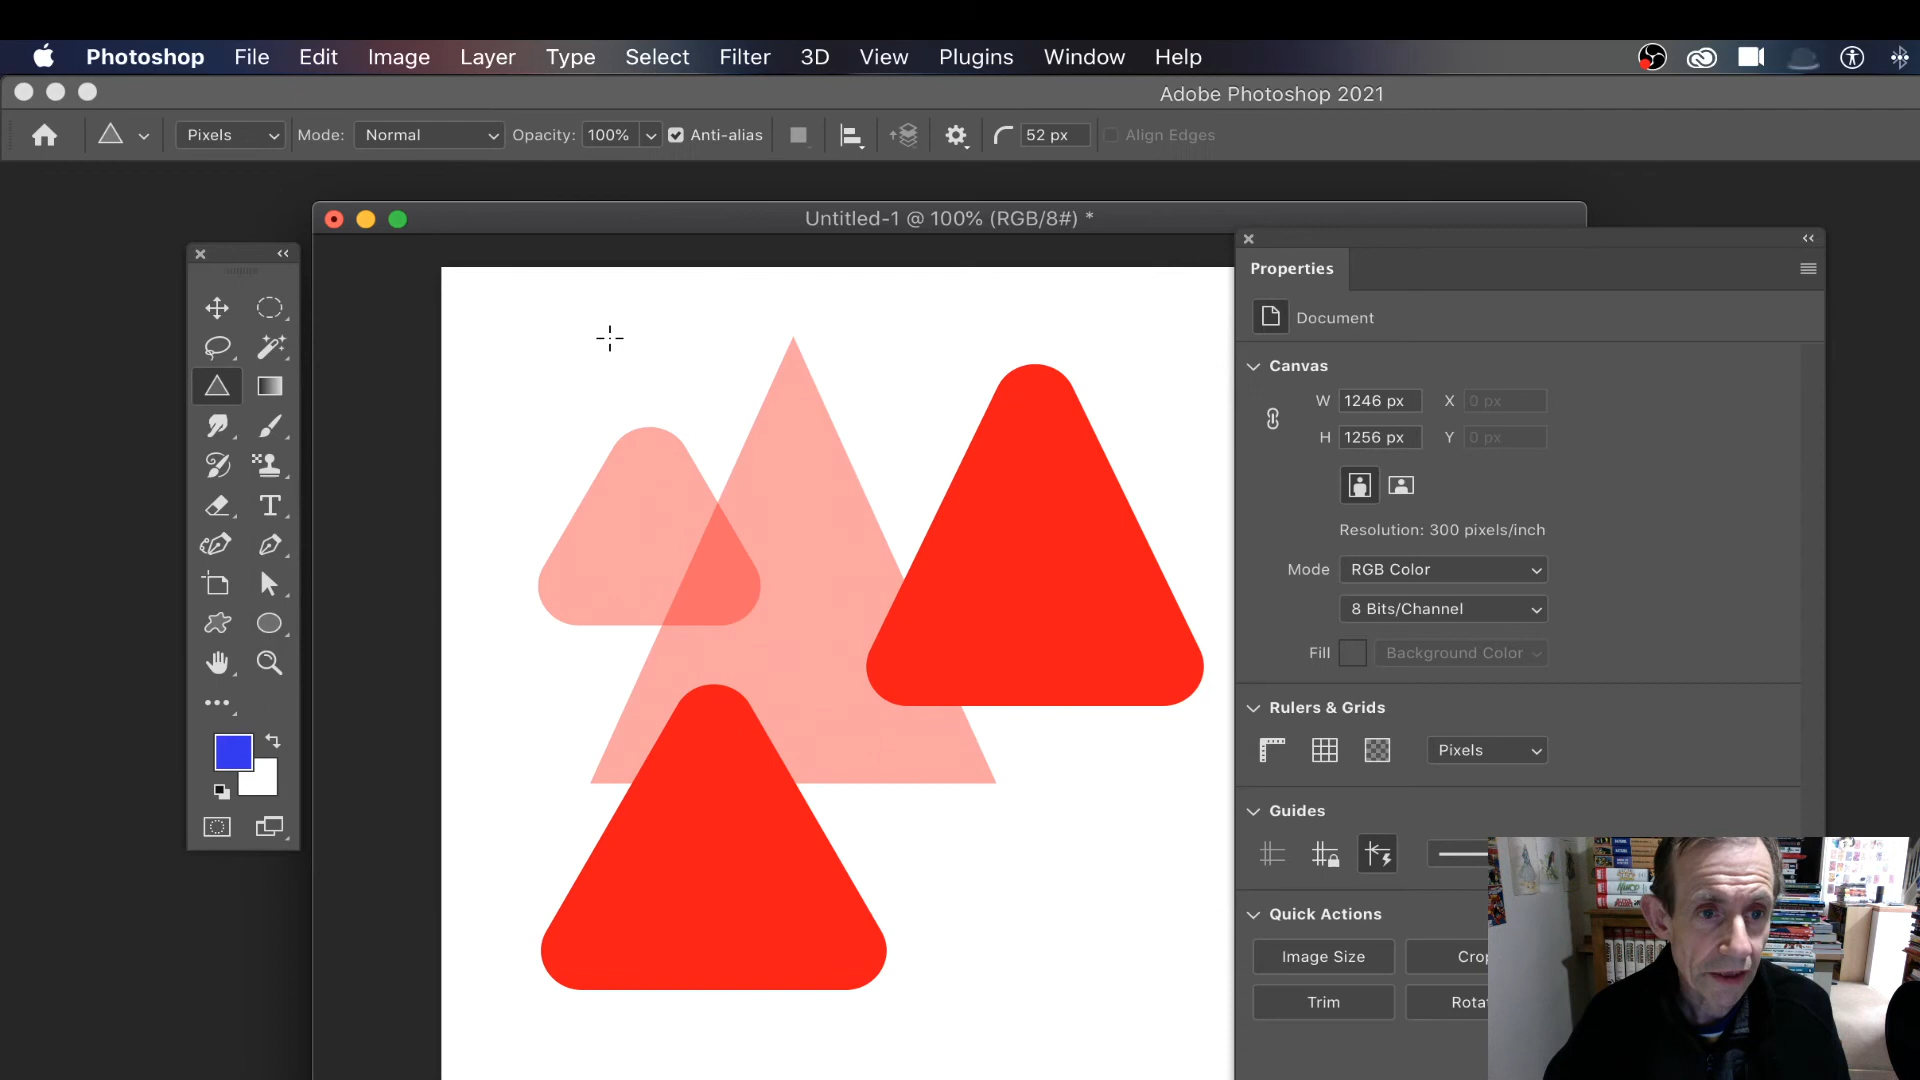 Photoshop File Edit Image Layer Type Select Filter 3D View Plugins Window Help
Adobe Photoshop 2021
Pixels Mode: Normal Opacity: 100% Anti-alias 52 px Align Edges
Untitled-1 @ 100% (RGB/8#) *
Properties
Document
Canvas
W 1246 px X 0 px
H 1256 px Y 0 px
Resolution: 300 pixels/inch
Mode RGB Color
8 Bits/Channel
Fill Background Color
Rulers & Grids
Pixels
Guides
Quick Actions
Image Size Crop
Trim Rota